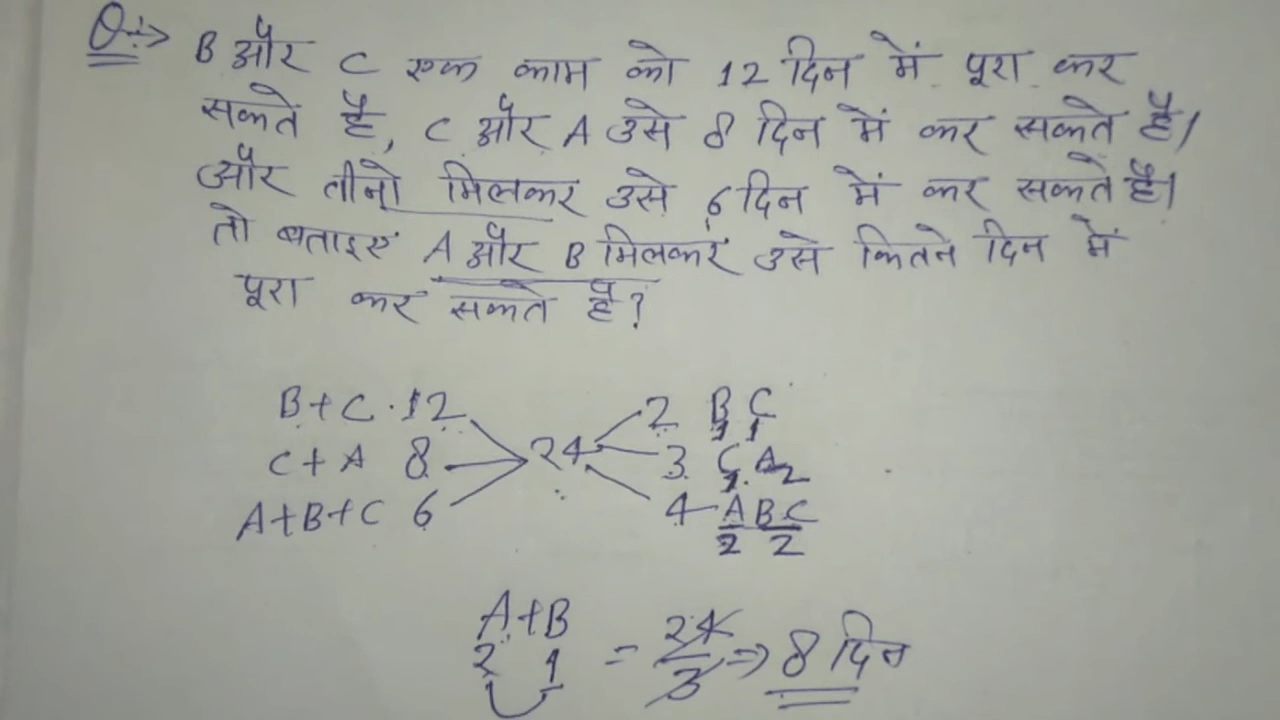 Q:-> B और C एक काम को 12 दिन में पूरा कर
सकते है, C और A उसे 8 दिन में कर सकते है।
और तीनो मिलकर उसे 6 दिन में कर सकते है।
तो बताइए A और B मिलकर उसे कितने दिन में
पूरा कर सकते है?
B+C 12 24 2 B C
1 1
C+A 8 3 C A
1 2
A+B+C 6 4 A B C
2 2
A+B
2 1 = 24/3 => 8 दिन